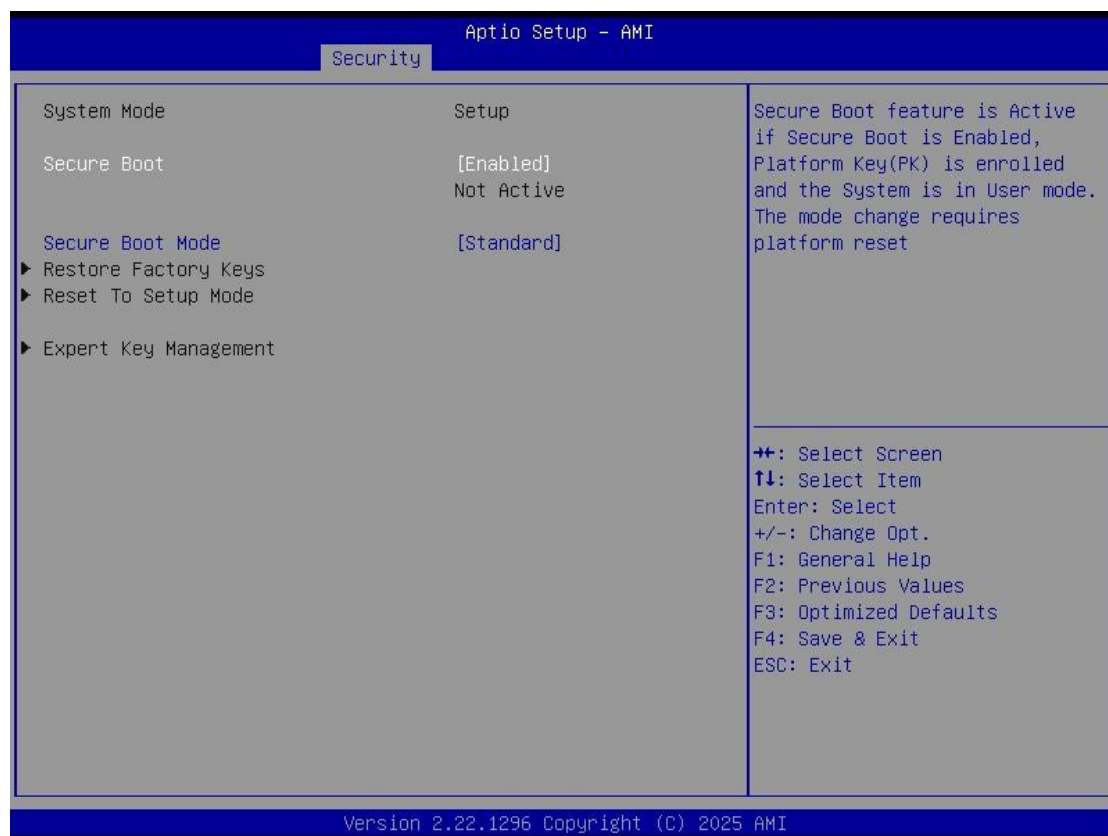 Aptio Setup - AMI
Security
System Mode Setup
Secure Boot [Enabled]
Not Active
Secure Boot Mode [Standard]
▶ Restore Factory Keys
▶ Reset To Setup Mode
▶ Expert Key Management
Secure Boot feature is Active
if Secure Boot is Enabled,
Platform Key(PK) is enrolled
and the System is in User mode.
The mode change requires
platform reset
→←: Select Screen
↑↓: Select Item
Enter: Select
+/-: Change Opt.
F1: General Help
F2: Previous Values
F3: Optimized Defaults
F4: Save & Exit
ESC: Exit
Version 2.22.1296 Copyright (C) 2025 AMI